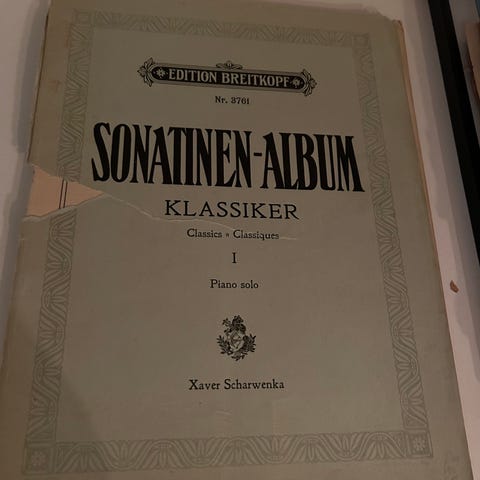 EDITION BREITKOPF
Nr. 3761
SONATINEN-ALBUM
KLASSIKER
Classics * Classiques
I
Piano solo
Xaver Scharwenka